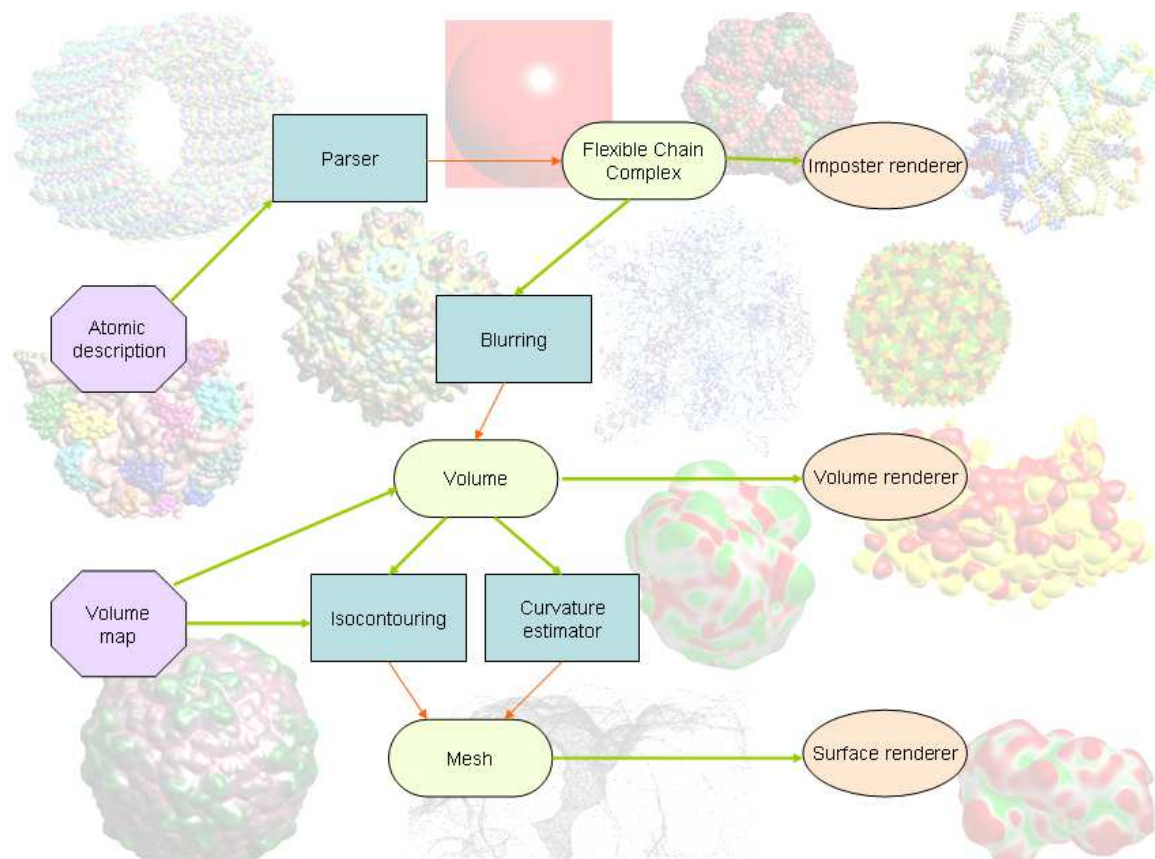 Parser
Flexible Chain
Complex
Imposter renderer
Atomic
description
Blurring
Volume
Volume renderer
Volume
map
Isocontouring
Curvature
estimator
Mesh
Surface renderer